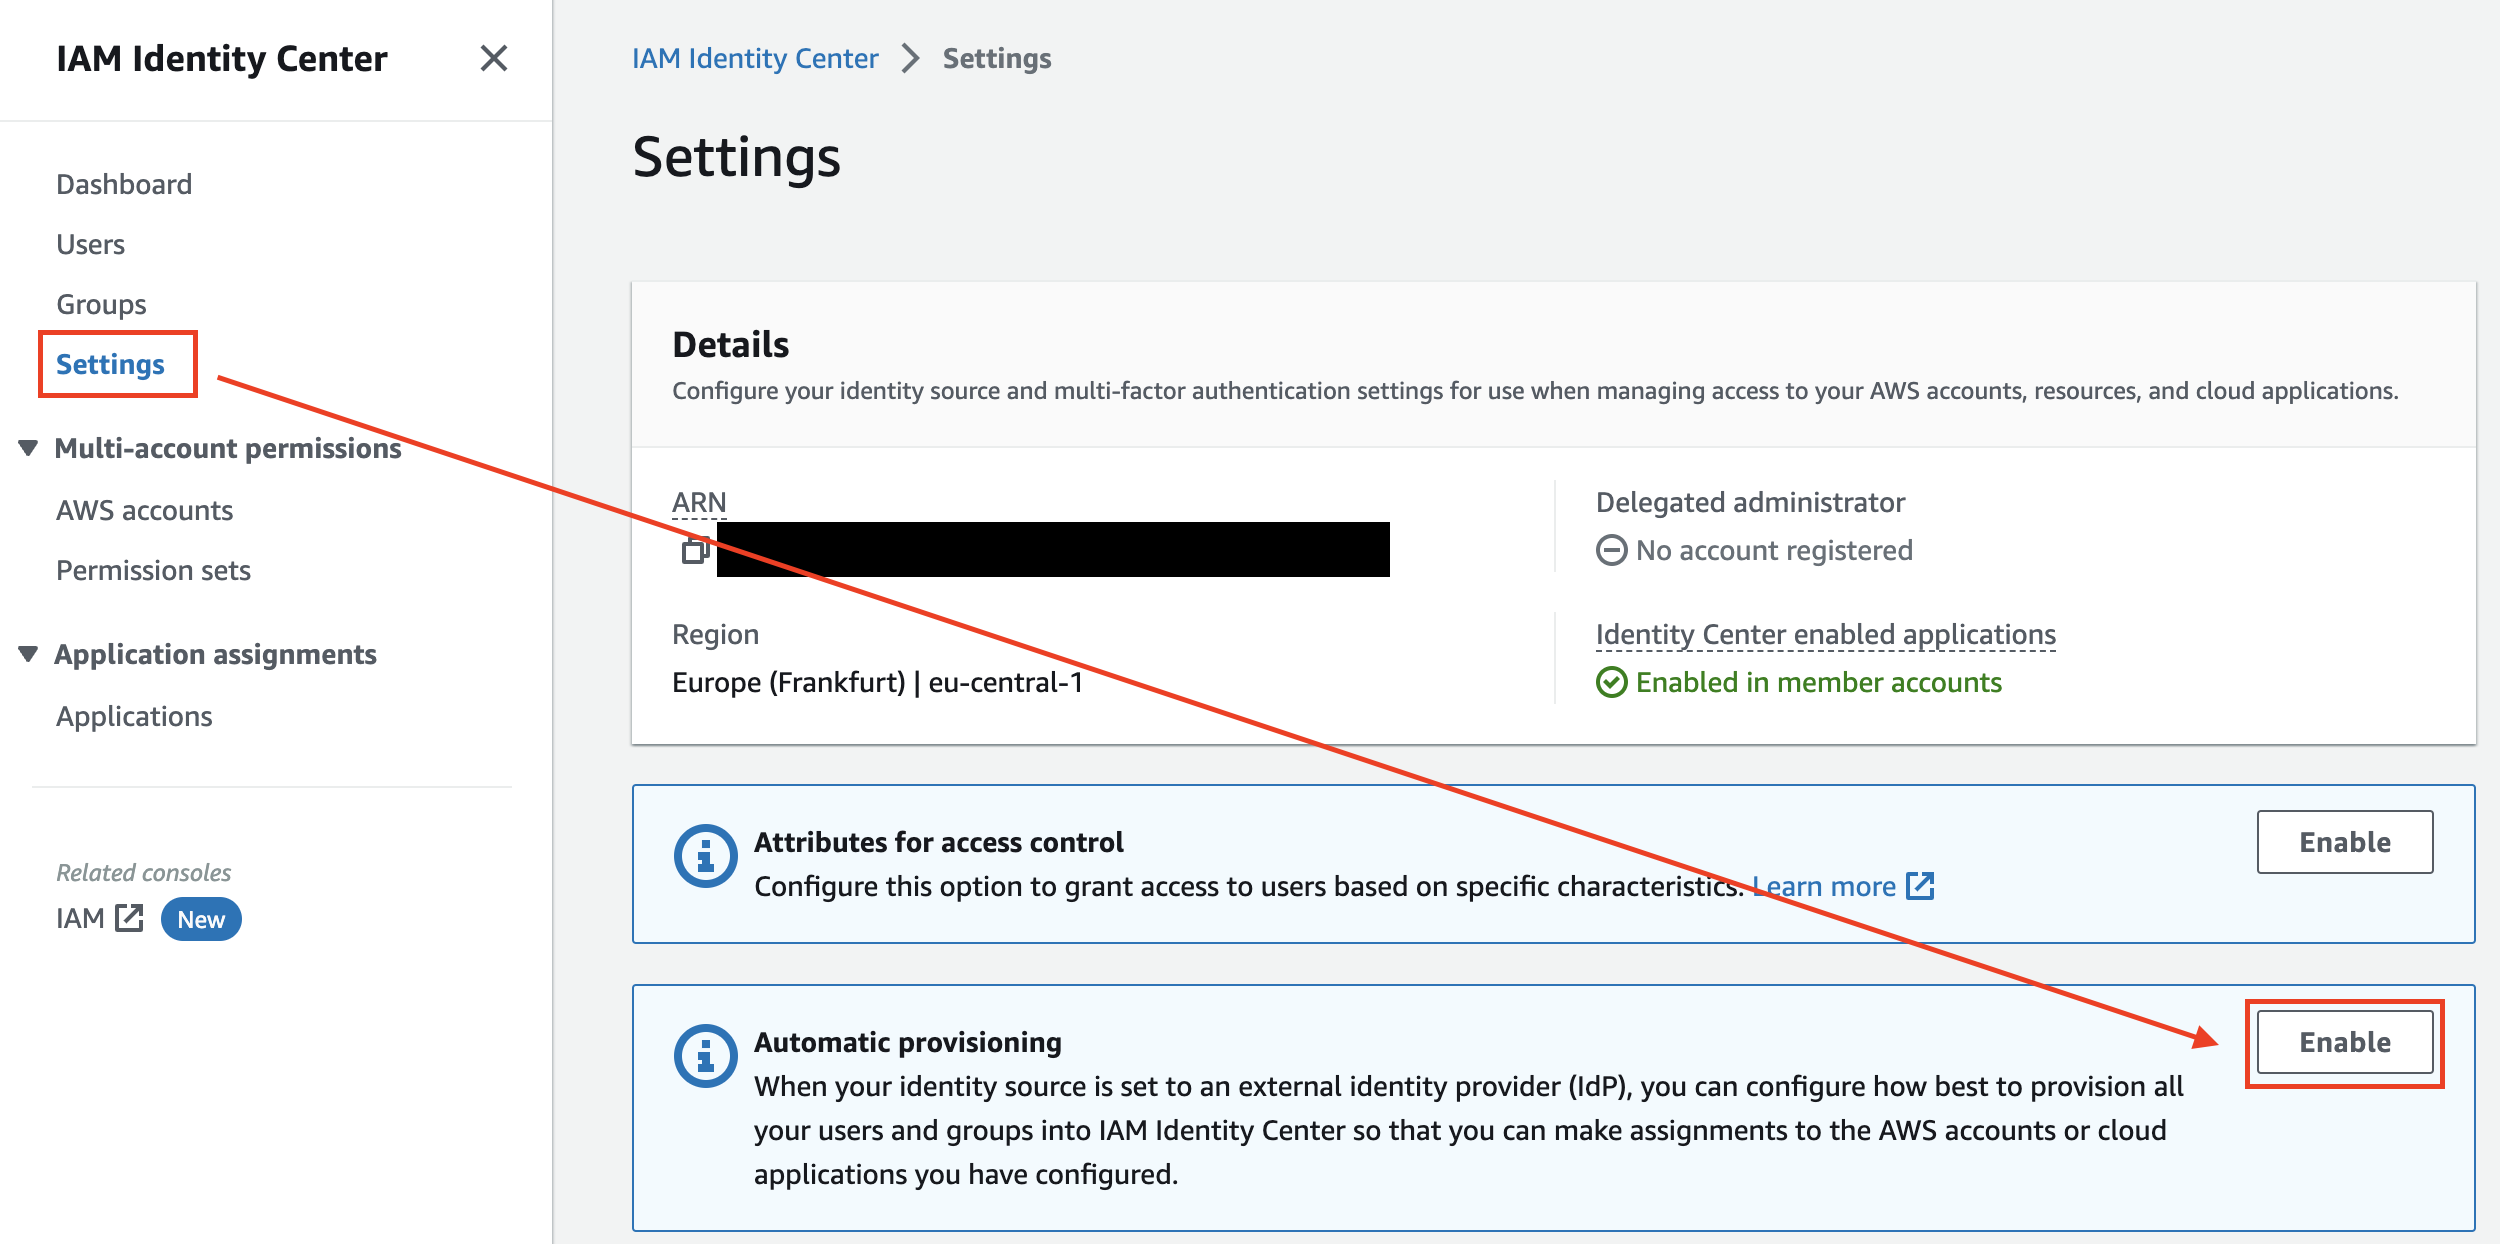 IAM Identity Center
Dashboard
Users
Groups
Settings
Multi-account permissions
AWS accounts
Permission sets
Application assignments
Applications
Related consoles
IAM New
IAM Identity Center > Settings
Settings
Details
Configure your identity source and multi-factor authentication settings for use when managing access to your AWS accounts, resources, and cloud applications.
ARN
Delegated administrator
No account registered
Region
Europe (Frankfurt) | eu-central-1
Identity Center enabled applications
Enabled in member accounts
Attributes for access control
Configure this option to grant access to users based on specific characteristics. Learn more
Enable
Automatic provisioning
When your identity source is set to an external identity provider (IdP), you can configure how best to provision all
your users and groups into IAM Identity Center so that you can make assignments to the AWS accounts or cloud
applications you have configured.
Enable